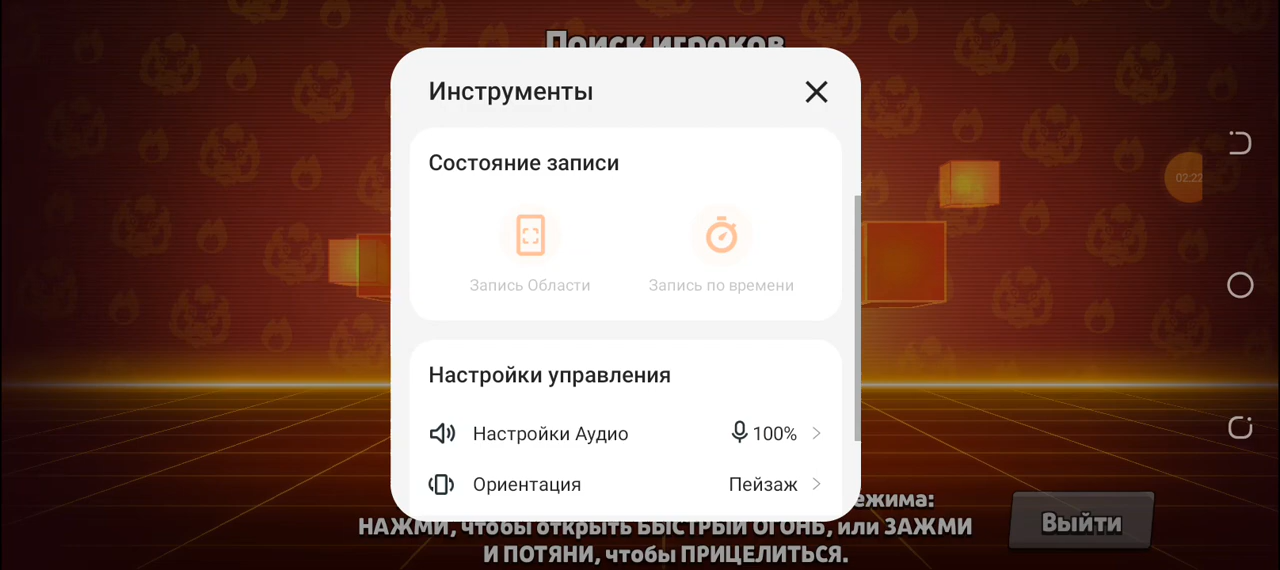 Поиск игроков
Инструменты
Состояние записи
02:22
Запись Области
Запись по времени
Настройки управления
Настройки Аудио
100%
Ориентация
Пейзаж
ежима:
НАЖМИ, чтобы открыть БЫСТРЫЙ ОГОНЬ, или ЗАЖМИ
И ПОТЯНИ, чтобы ПРИЦЕЛИТЬСЯ.
Выйти